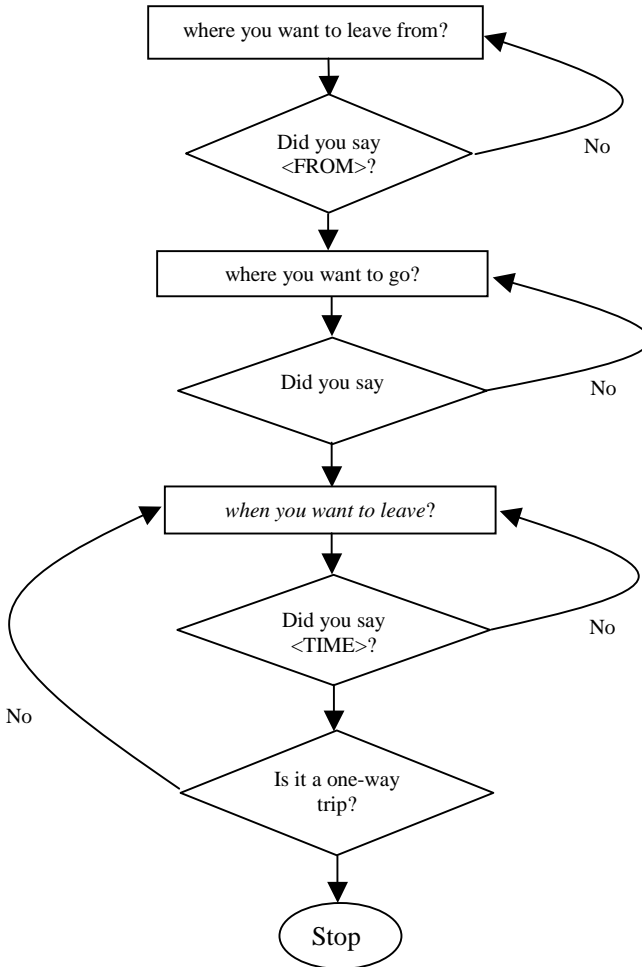 where you want to leave from?
Did you say
<FROM>?
No
where you want to go?
Did you say
No
when you want to leave?
Did you say
<TIME>?
No
No
Is it a one-way
trip?
Stop